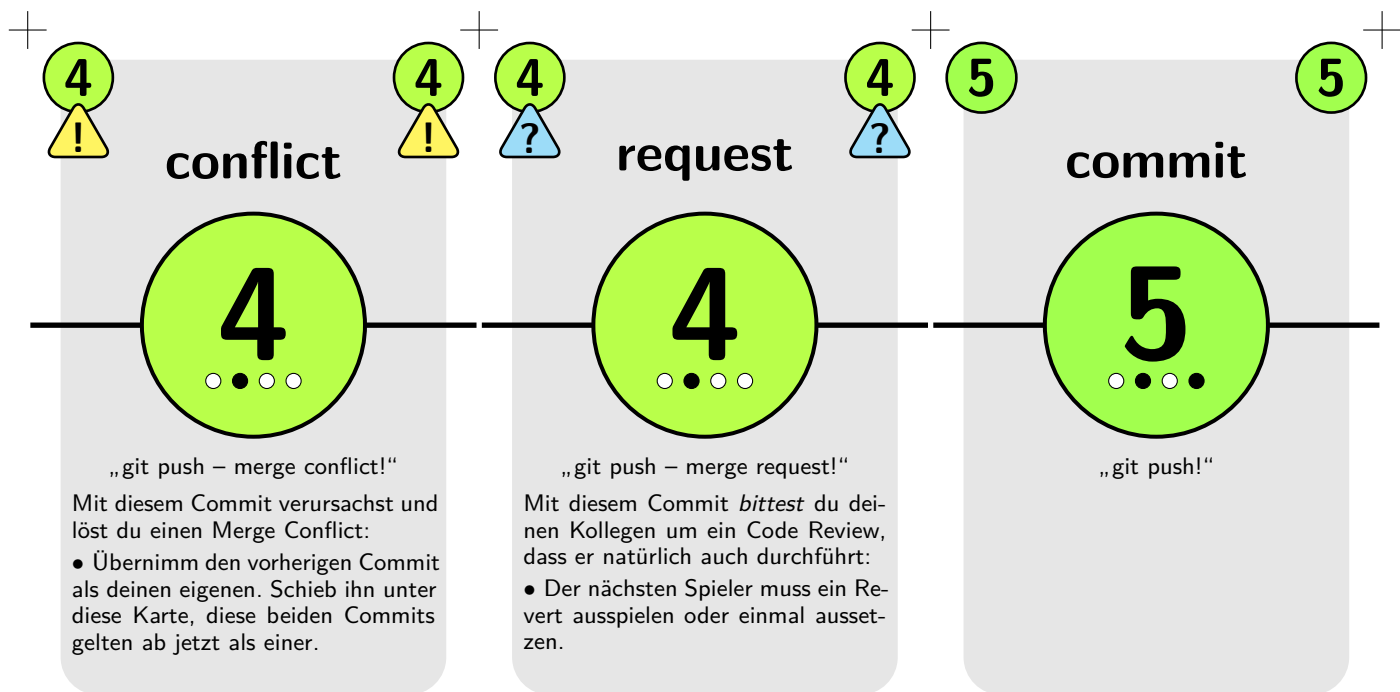 4
4
!
!
conflict
4
„git push – merge conflict!“
Mit diesem Commit verursachst und
löst du einen Merge Conflict:
• Übernimm den vorherigen Commit
als deinen eigenen. Schieb ihn unter
diese Karte, diese beiden Commits
gelten ab jetzt als einer.
4
4
?
?
request
4
„git push – merge request!“
Mit diesem Commit bittest du dei-
nen Kollegen um ein Code Review,
dass er natürlich auch durchführt:
• Der nächsten Spieler muss ein Re-
vert ausspielen oder einmal ausset-
zen.
5
5
commit
5
„git push!“